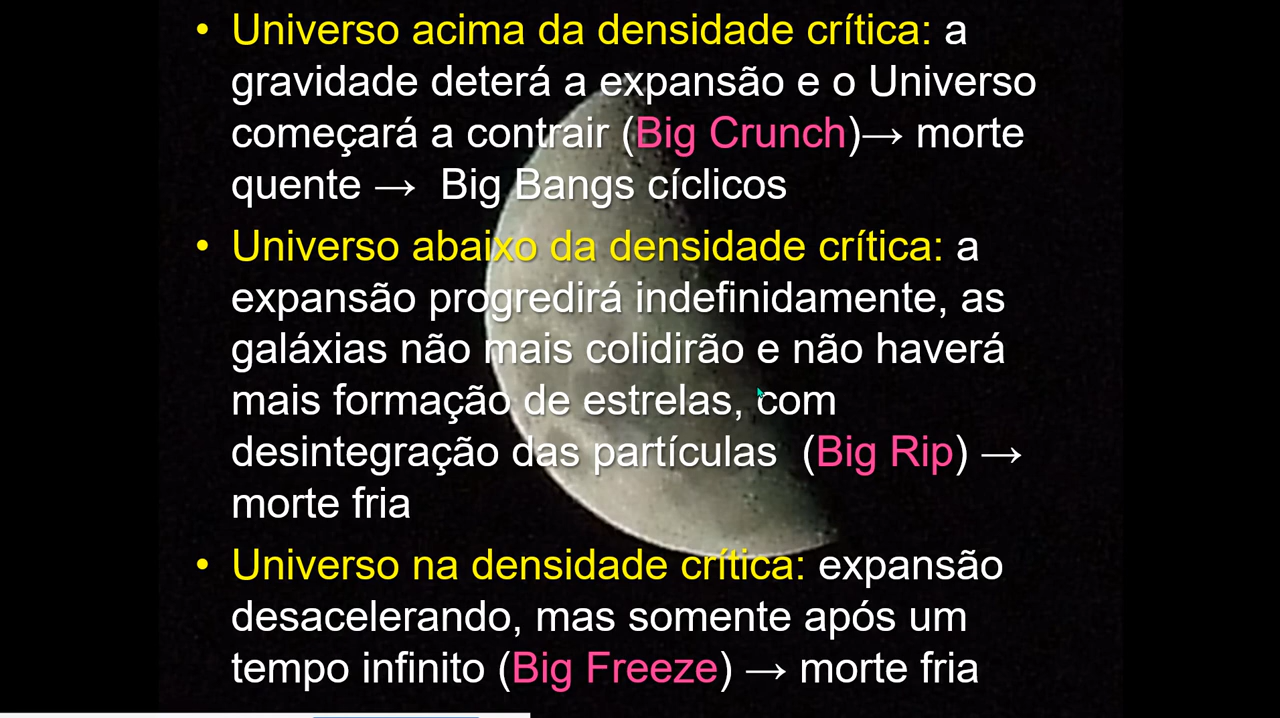 • Universo acima da densidade crítica: a
gravidade deterá a expansão e o Universo
começará a contrair (Big Crunch)→ morte
quente → Big Bangs cíclicos
• Universo abaixo da densidade crítica: a
expansão progredirá indefinidamente, as
galáxias não mais colidirão e não haverá
mais formação de estrelas, com
desintegração das partículas (Big Rip) →
morte fria
• Universo na densidade crítica: expansão
desacelerando, mas somente após um
tempo infinito (Big Freeze) → morte fria